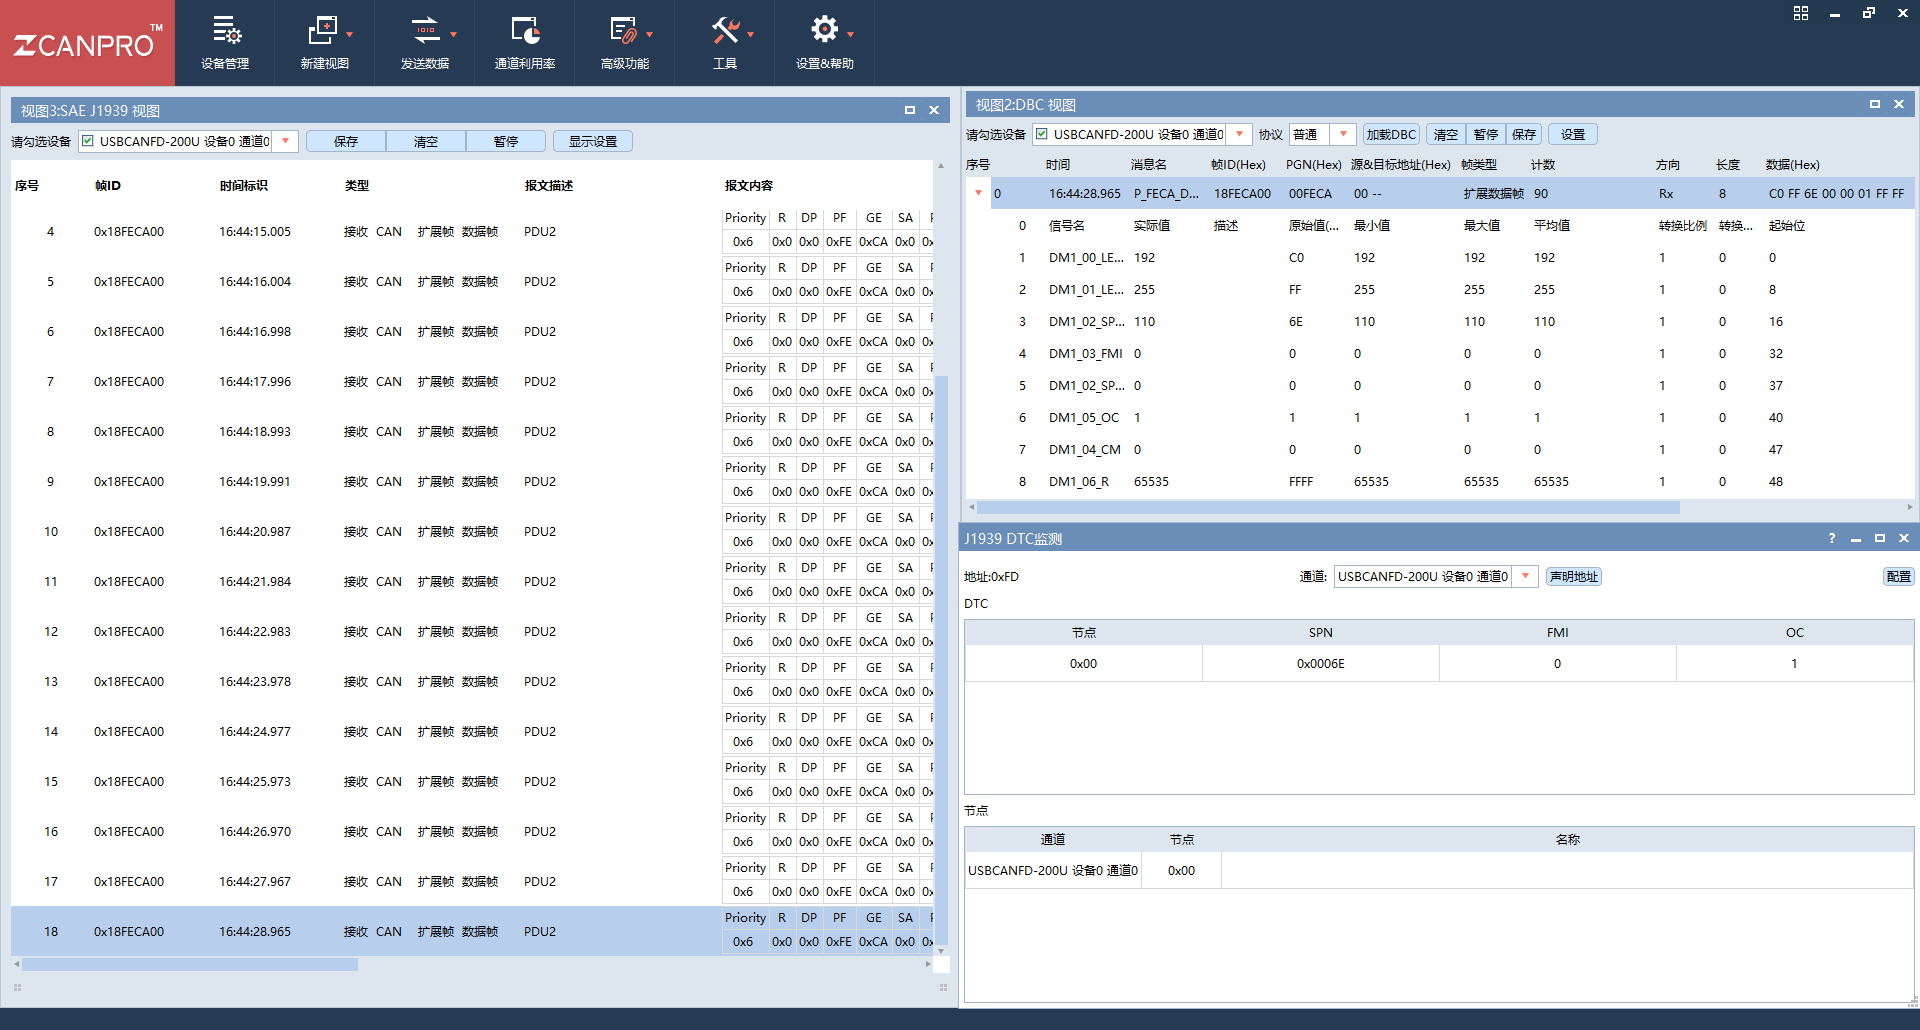 ZCANPRO™
设备管理
新建视图
发送数据
通道利用率
高级功能
工具
设置&帮助
视图3:SAE J1939 视图
请勾选设备 USBCANFD-200U 设备0 通道0 保存 清空 暂停 显示设置
序号 帧ID 时间标识 类型 报文描述 报文内容
4 0x18FECA00 16:44:15.005 接收 CAN 扩展帧 数据帧 PDU2
Priority R DP PF GE SA
0x6 0x0 0x0 0xFE 0xCA 0x0 0x
5 0x18FECA00 16:44:16.004 接收 CAN 扩展帧 数据帧 PDU2
Priority R DP PF GE SA
0x6 0x0 0x0 0xFE 0xCA 0x0 0x
6 0x18FECA00 16:44:16.998 接收 CAN 扩展帧 数据帧 PDU2
Priority R DP PF GE SA
0x6 0x0 0x0 0xFE 0xCA 0x0 0x
7 0x18FECA00 16:44:17.996 接收 CAN 扩展帧 数据帧 PDU2
Priority R DP PF GE SA
0x6 0x0 0x0 0xFE 0xCA 0x0 0x
8 0x18FECA00 16:44:18.993 接收 CAN 扩展帧 数据帧 PDU2
Priority R DP PF GE SA
0x6 0x0 0x0 0xFE 0xCA 0x0 0x
9 0x18FECA00 16:44:19.991 接收 CAN 扩展帧 数据帧 PDU2
Priority R DP PF GE SA
0x6 0x0 0x0 0xFE 0xCA 0x0 0x
10 0x18FECA00 16:44:20.987 接收 CAN 扩展帧 数据帧 PDU2
Priority R DP PF GE SA
0x6 0x0 0x0 0xFE 0xCA 0x0 0x
11 0x18FECA00 16:44:21.984 接收 CAN 扩展帧 数据帧 PDU2
Priority R DP PF GE SA
0x6 0x0 0x0 0xFE 0xCA 0x0 0x
12 0x18FECA00 16:44:22.983 接收 CAN 扩展帧 数据帧 PDU2
Priority R DP PF GE SA
0x6 0x0 0x0 0xFE 0xCA 0x0 0x
13 0x18FECA00 16:44:23.978 接收 CAN 扩展帧 数据帧 PDU2
Priority R DP PF GE SA
0x6 0x0 0x0 0xFE 0xCA 0x0 0x
14 0x18FECA00 16:44:24.977 接收 CAN 扩展帧 数据帧 PDU2
Priority R DP PF GE SA
0x6 0x0 0x0 0xFE 0xCA 0x0 0x
15 0x18FECA00 16:44:25.973 接收 CAN 扩展帧 数据帧 PDU2
Priority R DP PF GE SA
0x6 0x0 0x0 0xFE 0xCA 0x0 0x
16 0x18FECA00 16:44:26.970 接收 CAN 扩展帧 数据帧 PDU2
Priority R DP PF GE SA
0x6 0x0 0x0 0xFE 0xCA 0x0 0x
17 0x18FECA00 16:44:27.967 接收 CAN 扩展帧 数据帧 PDU2
Priority R DP PF GE SA
0x6 0x0 0x0 0xFE 0xCA 0x0 0x
18 0x18FECA00 16:44:28.965 接收 CAN 扩展帧 数据帧 PDU2
Priority R DP PF GE SA
0x6 0x0 0x0 0xFE 0xCA 0x0 0x
视图2:DBC 视图
请勾选设备 USBCANFD-200U 设备0 通道0 协议 普通 加载DBC 清空 暂停 保存 设置
序号 时间 消息名 帧ID(Hex) PGN(Hex) 源&目标地址(Hex) 帧类型 计数 方向 长度 数据(Hex)
0 16:44:28.965 P_FECA_D... 18FECA00 00FECA 00 -- 扩展数据帧 90 Rx 8 C0 FF 6E 00 00 01 FF FF
0 信号名 实际值 描述 原始值(... 最小值 最大值 平均值 转换比例 转换... 起始位
1 DM1_00_LE... 192 C0 192 192 192 1 0 0
2 DM1_01_LE... 255 FF 255 255 255 1 0 8
3 DM1_02_SP... 110 6E 110 110 110 1 0 16
4 DM1_03_FMI 0 0 0 0 0 1 0 32
5 DM1_02_SP... 0 0 0 0 0 1 0 37
6 DM1_05_OC 1 1 1 1 1 1 0 40
7 DM1_04_CM 0 0 0 0 0 1 0 47
8 DM1_06_R 65535 FFFF 65535 65535 65535 1 0 48
J1939 DTC监测
地址:0xFD 通道: USBCANFD-200U 设备0 通道0 声明地址 配置
DTC
节点 SPN FMI OC
0x00 0x0006E 0 1
节点
通道 节点 名称
USBCANFD-200U 设备0 通道0 0x00